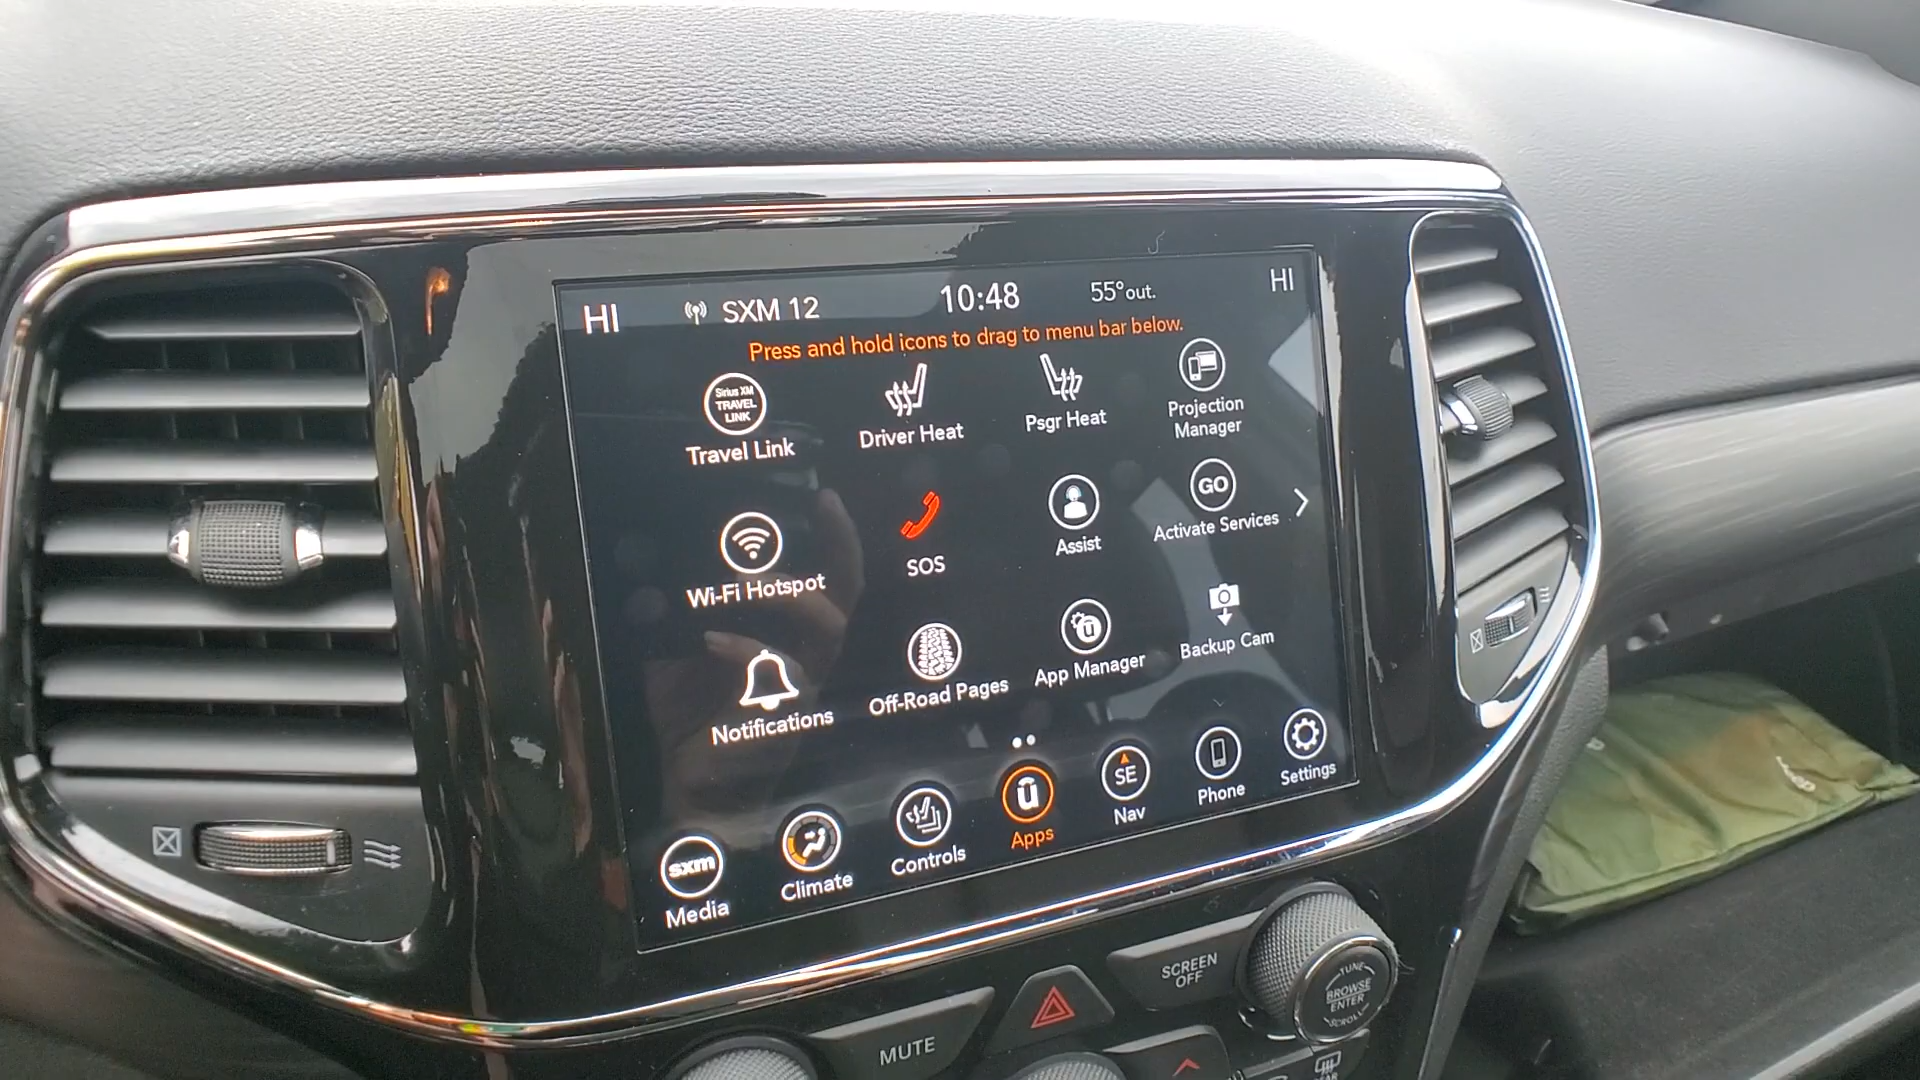 HI SXM 12 10:48 55°out. HI
Press and hold icons to drag to menu bar below.
Sirius XM
TRAVEL
LINK
Travel Link
Driver Heat
Psgr Heat
Projection
Manager
Wi-Fi Hotspot
SOS
Assist
GO
Activate Services
Notifications
Off-Road Pages
App Manager
Backup Cam
sxm
Media
Climate
Controls
ū
Apps
SE
Nav
Phone
Settings
MUTE
SCREEN
OFF
TUNE
BROWSE
ENTER
SCROLL